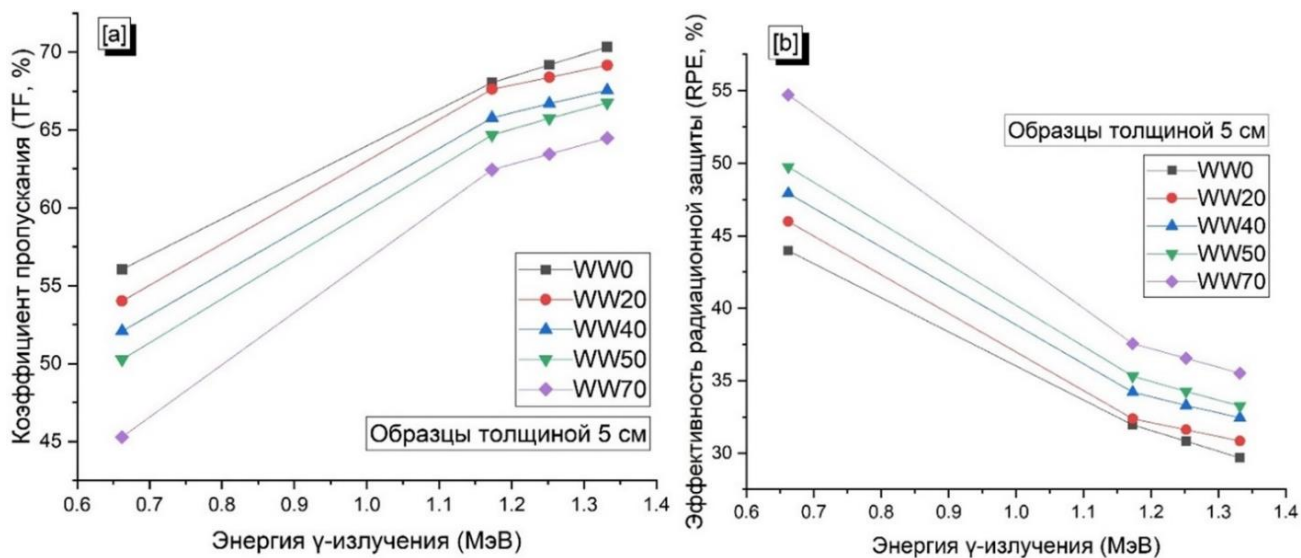 [a]
Коэффициент пропускания (TF, %)
70
65
60
55
50
45
WW0
WW20
WW40
WW50
WW70
Образцы толщиной 5 см
0.6 0.7 0.8 0.9 1.0 1.1 1.2 1.3 1.4
Энергия γ-излучения (МэВ)
[b]
Эффективность радиационной защиты (RPE, %)
55
50
45
40
35
30
Образцы толщиной 5 см
WW0
WW20
WW40
WW50
WW70
0.6 0.7 0.8 0.9 1.0 1.1 1.2 1.3 1.4
Энергия γ-излучения (МэВ)